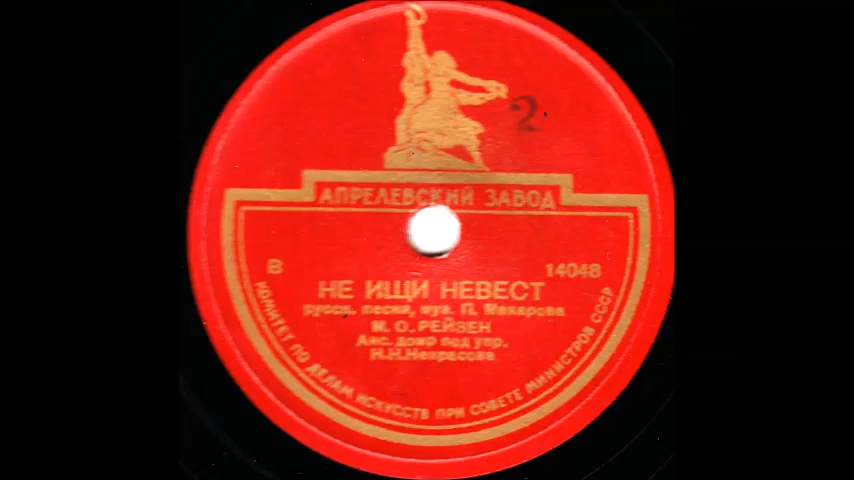 2
АПРЕЛЕВСКИЙ ЗАВОД
В 14048
НЕ ИЩИ НЕВЕСТ
русск. песня, муз. П. Макарова
М. О. РЕЙЗЕН
Анс. домр под упр.
Н.Н.Некрасова
КОМИТЕТ ПО ДЕЛАМ ИСКУССТВ ПРИ СОВЕТЕ МИНИСТРОВ СССР